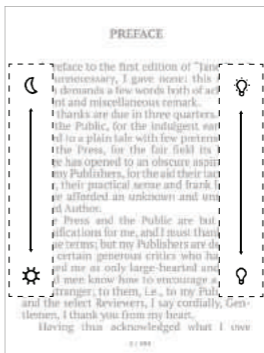 PREFACE
reface to the first edition of "Jane
unnecessary, I gave none: this
demands a few words both of ac
nt and miscellaneous remark.
thanks are due in three quarters.
the Public, for the indulgent ear
d to a plain tale with few preten
the Press, for the fair field its
e has opened to an obscure aspir
my Publishers, for the aid their tac
, their practical sense and frank l
e afforded an unknown and un
d Author.
Press and the Public are but
ifications for me, and I must than
e terms; but my Publishers are de
certain generous critics who ha
ed me as only large-hearted and
d men know how to encourage a
tranger; to them, i.e., to my Pub
and the select Reviewers, I say cordially, Gen-
tlemen, I thank you from my heart.
Having thus acknowledged what I owe